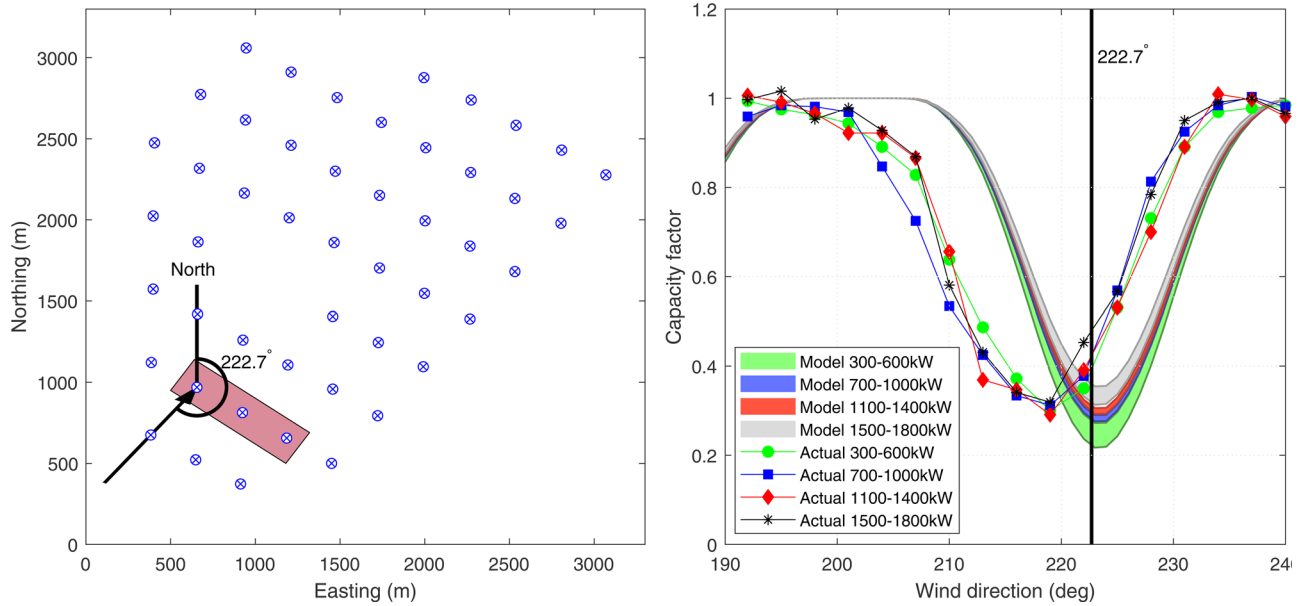 3000
2500
2000
1500
1000
500
0
Northing (m)
North
222.7°
0 500 1000 1500 2000 2500 3000
Easting (m)
1.2
1
0.8
0.6
0.4
0.2
0
Capacity factor
222.7°
Model 300-600kW
Model 700-1000kW
Model 1100-1400kW
Model 1500-1800kW
Actual 300-600kW
Actual 700-1000kW
Actual 1100-1400kW
Actual 1500-1800kW
190 200 210 220 230
Wind direction (deg)